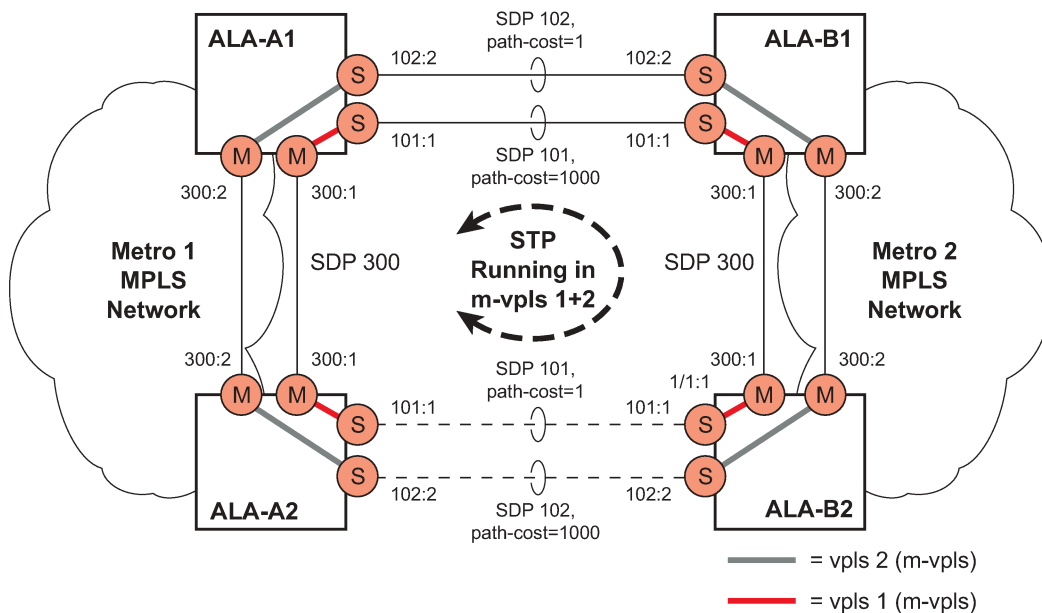 SDP 102,
path-cost=1
ALA-A1
ALA-B1
102:2
102:2
S
S
S
S
101:1
101:1
M
M
M
M
SDP 101,
path-cost=1000
300:2
300:1
300:1
300:2
STP
Running in
m-vpls 1+2
Metro 1
MPLS
Network
SDP 300
SDP 300
Metro 2
MPLS
Network
300:2
300:1
SDP 101,
path-cost=1
300:1
300:2
1/1:1
M
M
M
M
101:1
101:1
S
S
S
S
102:2
102:2
ALA-A2
ALA-B2
SDP 102,
path-cost=1000
= vpls 2 (m-vpls)
= vpls 1 (m-vpls)